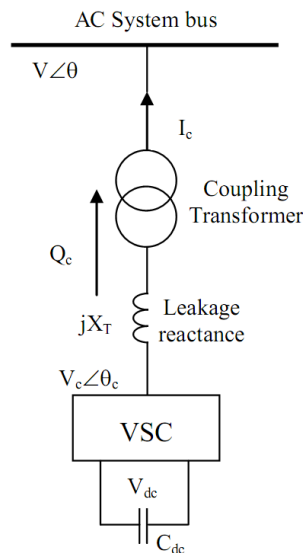 AC System bus
V∠θ
I_c
Coupling
Transformer
Q_c
Leakage
reactance
jX_T
V_c∠θ_c
VSC
V_dc
C_dc